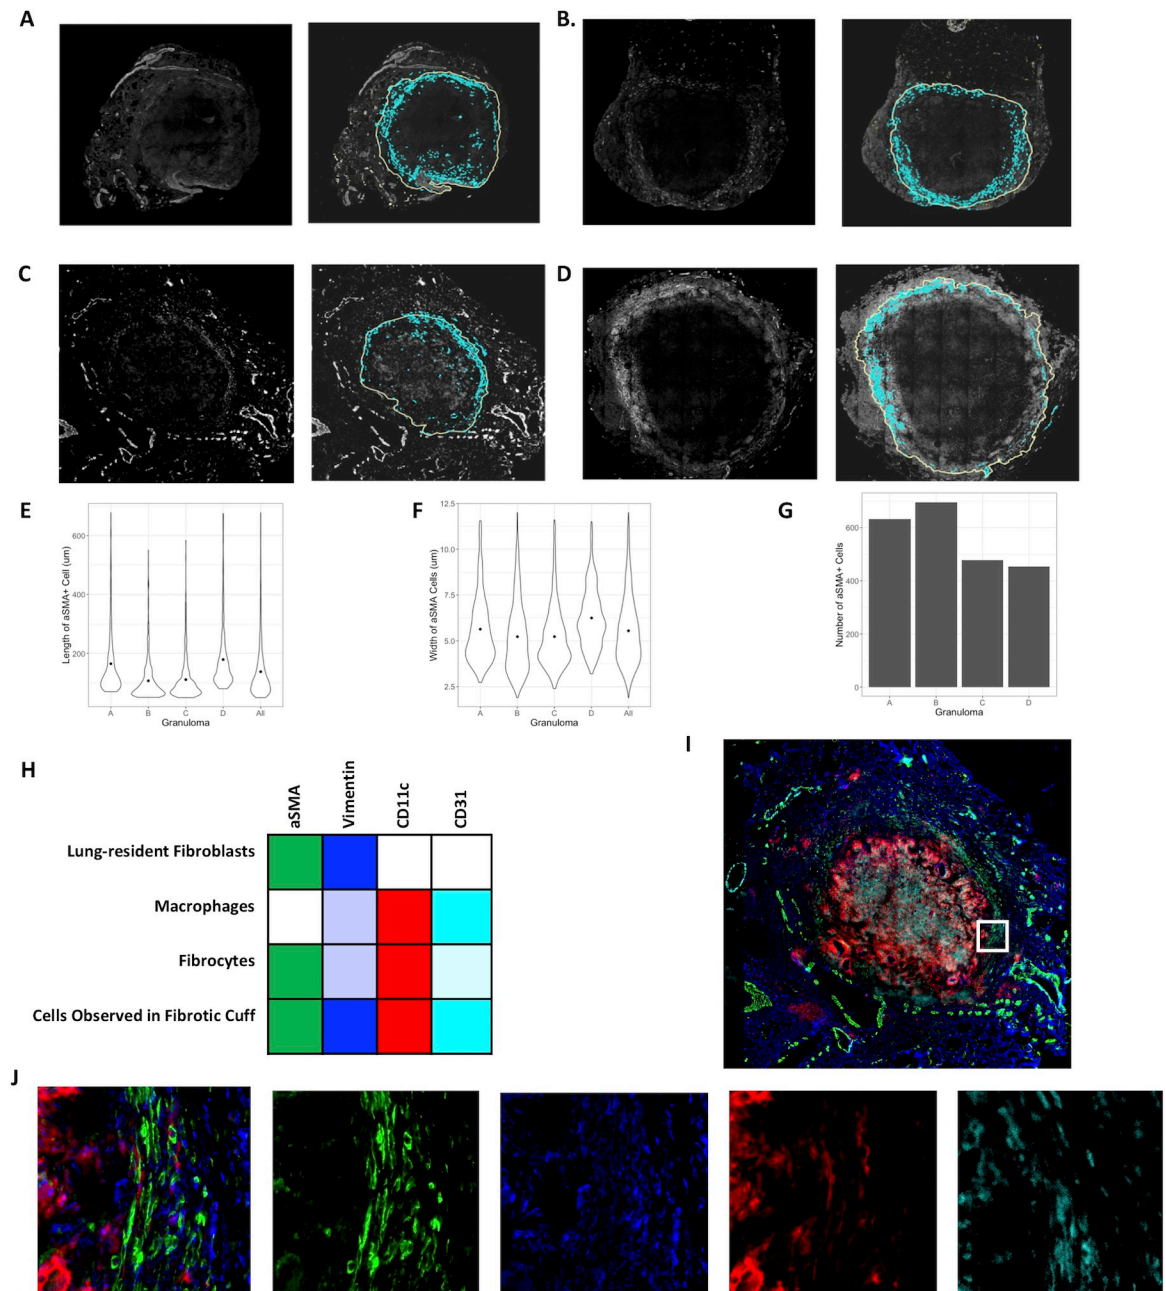 A
B.
C
D
E
Length of aSMA+ Cell (um)
600
400
200
A
B
C
D
All
Granuloma
F
Width of aSMA Cells (um)
12.5
10.0
7.5
5.0
2.5
A
B
C
D
All
Granuloma
G
Number of aSMA+ Cells
600
400
200
0
A
B
C
D
Granuloma
H
aSMA
Vimentin
CD11c
CD31
Lung-resident Fibroblasts
Macrophages
Fibrocytes
Cells Observed in Fibrotic Cuff
I
J